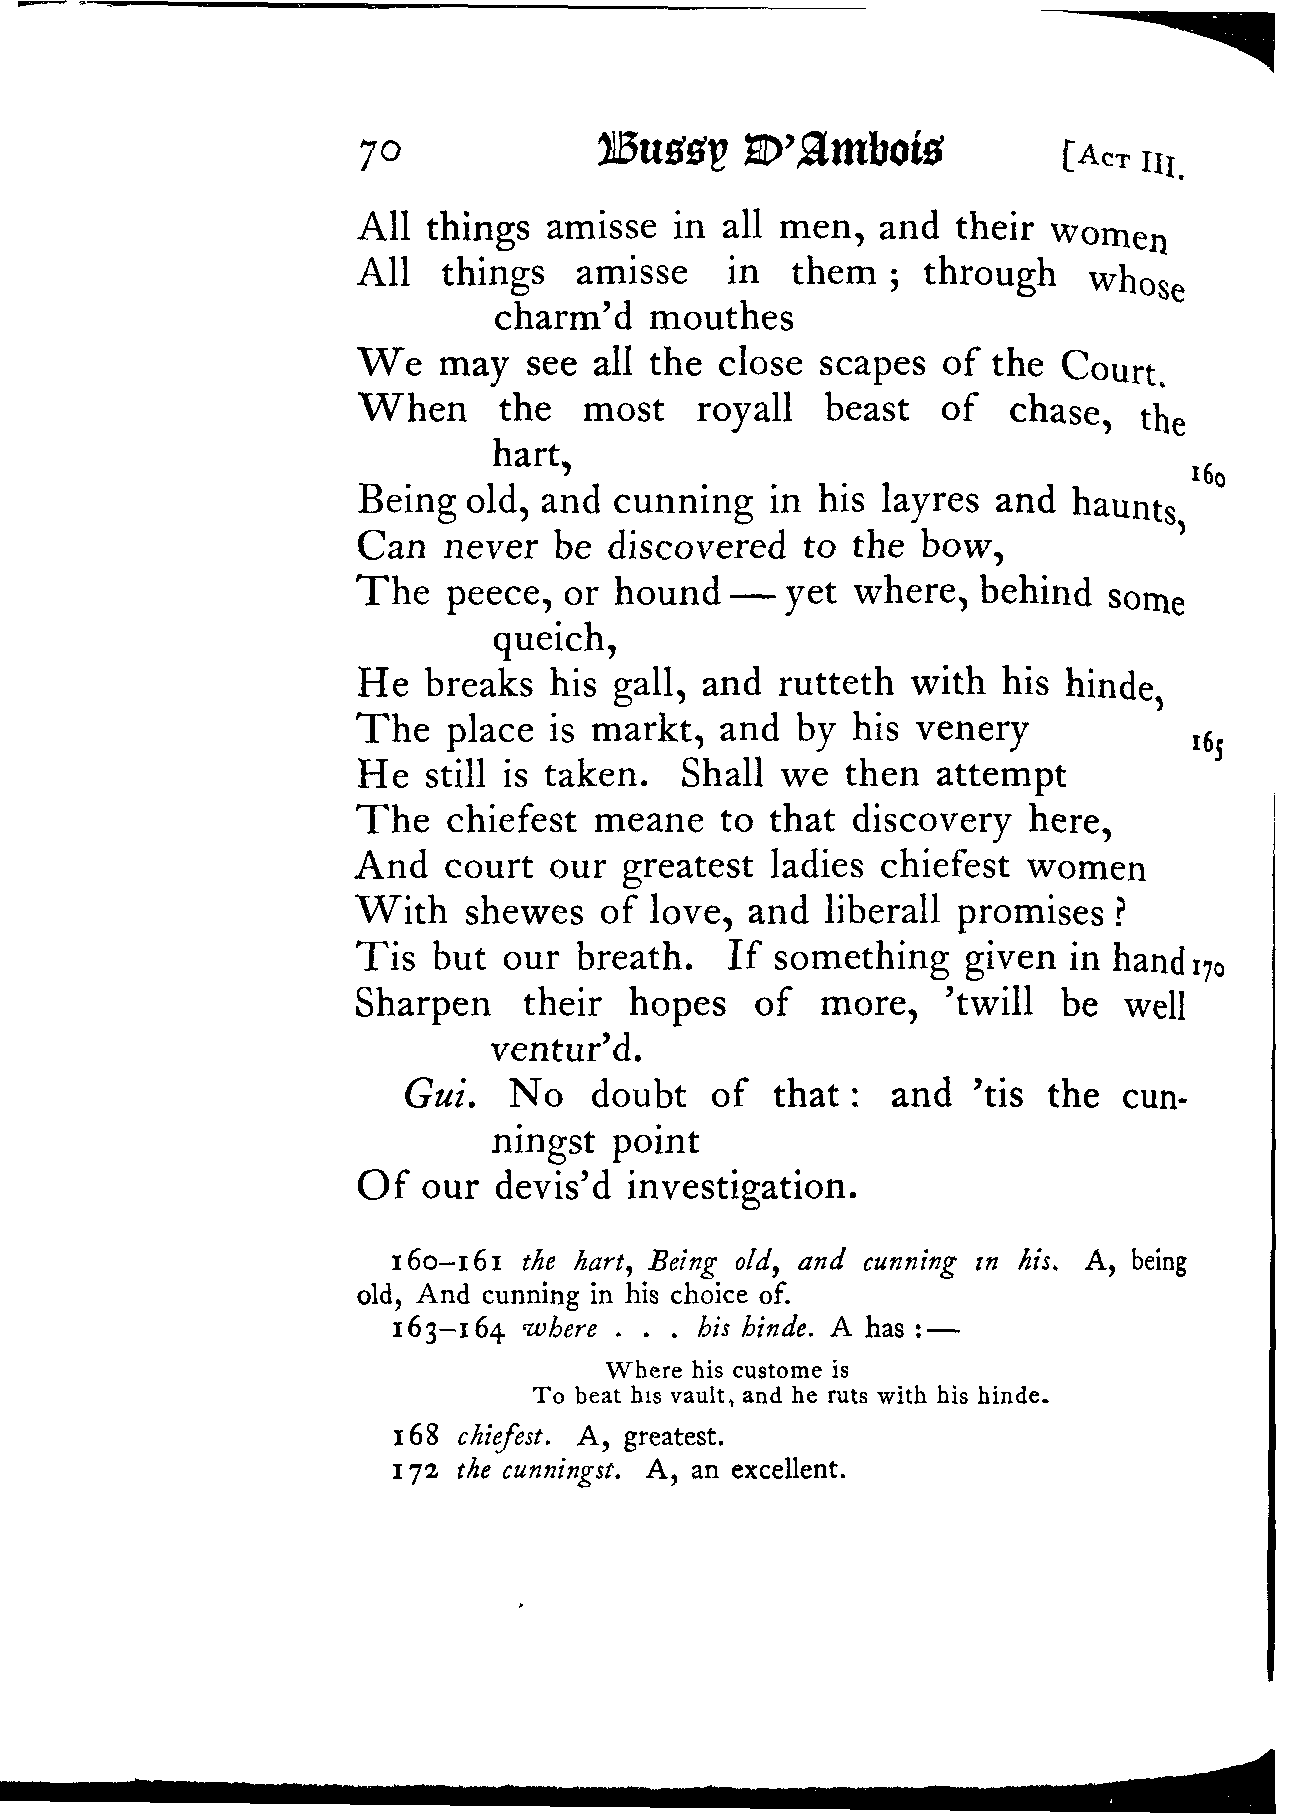 70 Bussy D'Ambois [ACT III.
All things amisse in all men, and their women
All things amisse in them ; through whose
charm'd mouthes
We may see all the close scapes of the Court.
When the most royall beast of chase, the
hart, 160
Being old, and cunning in his layres and haunts,
Can never be discovered to the bow,
The peece, or hound — yet where, behind some
queich,
He breaks his gall, and rutteth with his hinde,
The place is markt, and by his venery 165
He still is taken. Shall we then attempt
The chiefest meane to that discovery here,
And court our greatest ladies chiefest women
With shewes of love, and liberall promises ?
Tis but our breath. If something given in hand 170
Sharpen their hopes of more, 'twill be well
ventur'd.
Gui. No doubt of that : and 'tis the cun-
ningst point
Of our devis'd investigation.
160–161 the hart, Being old, and cunning in his. A, being
old, And cunning in his choice of.
163–164 where . . . his hinde. A has :—
Where his custome is
To beat his vault, and he ruts with his hinde.
168 chiefest. A, greatest.
172 the cunningst. A, an excellent.